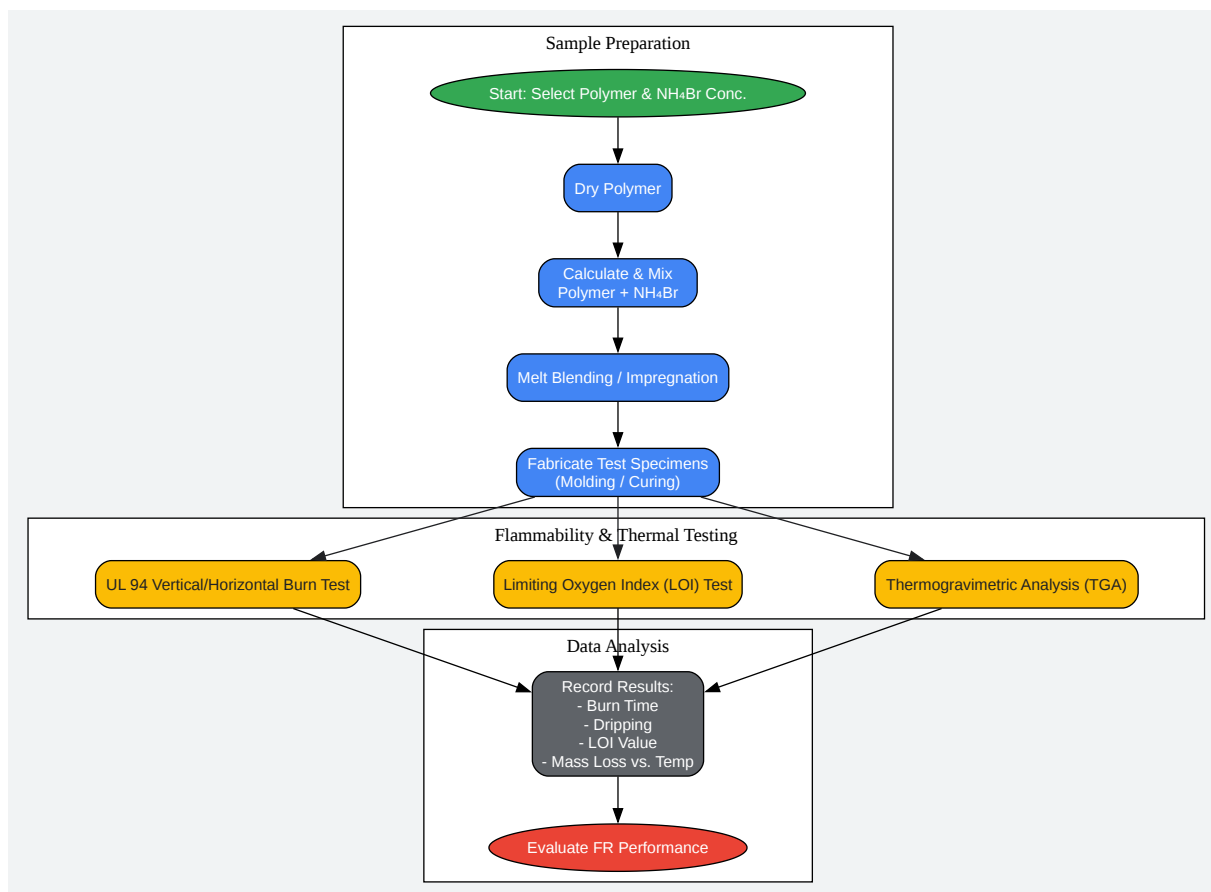 Sample Preparation
Start: Select Polymer & NH₄Br Conc.
Dry Polymer
Calculate & Mix
Polymer + NH₄Br
Melt Blending / Impregnation
Fabricate Test Specimens
(Molding / Curing)
Flammability & Thermal Testing
UL 94 Vertical/Horizontal Burn Test
Limiting Oxygen Index (LOI) Test
Thermogravimetric Analysis (TGA)
Data Analysis
Record Results:
- Burn Time
- Dripping
- LOI Value
- Mass Loss vs. Temp
Evaluate FR Performance